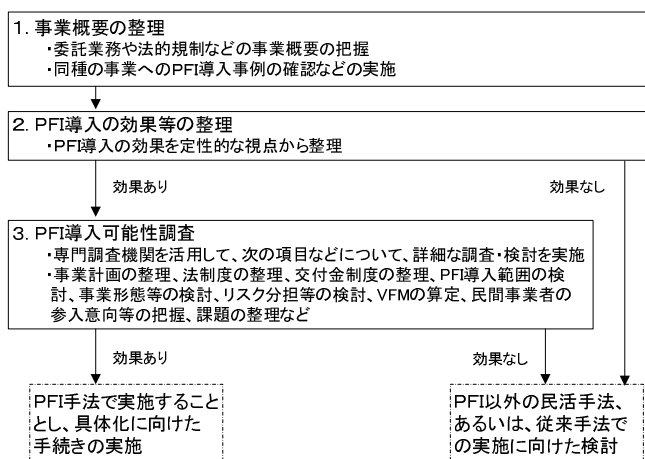 1. 事業概要の整理
・委託業務や法的規制などの事業概要の把握
・同種の事業へのPFI導入事例の確認などの実施
2. PFI導入の効果等の整理
・PFI導入の効果を定性的な視点から整理
効果あり
効果なし
3. PFI導入可能性調査
・専門調査機関を活用して、次の項目などについて、詳細な調査・検討を実施
・事業計画の整理、法制度の整理、交付金制度の整理、PFI導入範囲の検
討、事業形態等の検討、リスク分担等の検討、VFMの算定、民間事業者の
参入意向等の把握、課題の整理など
効果あり
効果なし
PFI手法で実施すること
とし、具体化に向けた
手続きの実施
PFI以外の民活手法、
あるいは、従来手法で
の実施に向けた検討